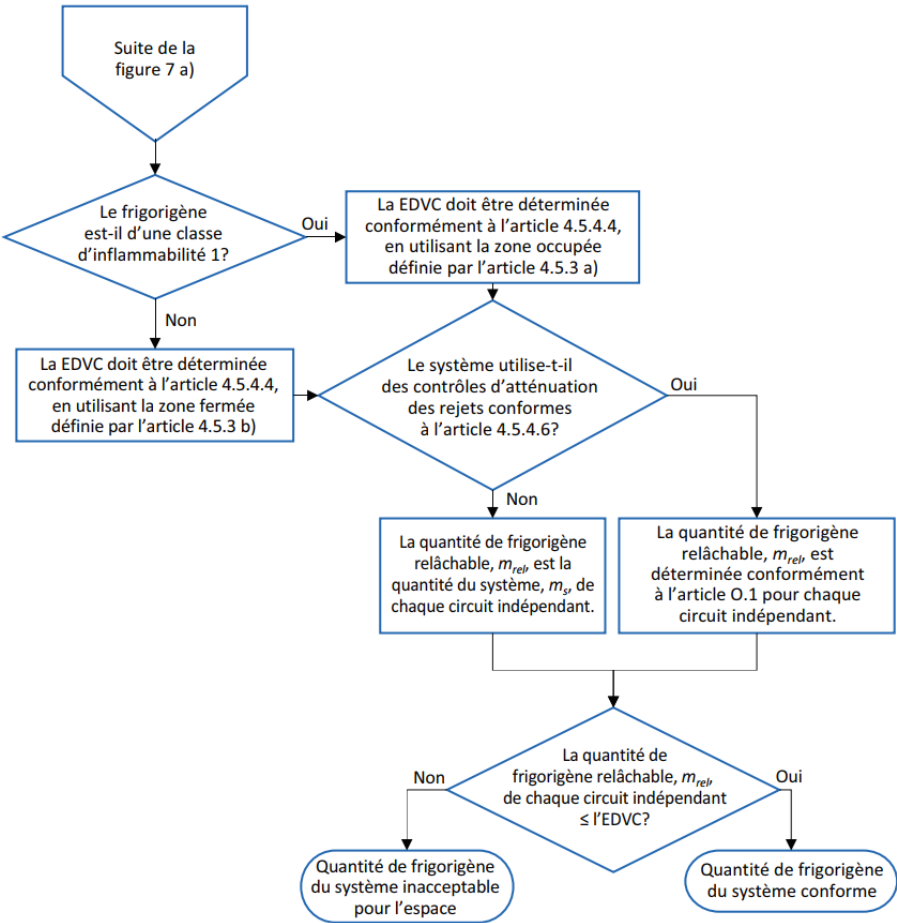 Suite de la
figure 7 a)
Le frigorigène
est-il d'une classe
d'inflammabilité 1?
Oui
La EDVC doit être déterminée
conformément à l'article 4.5.4.4,
en utilisant la zone occupée
définie par l'article 4.5.3 a)
Non
La EDVC doit être déterminée
conformément à l'article 4.5.4.4,
en utilisant la zone fermée
définie par l'article 4.5.3 b)
Le système utilise-t-il
des contrôles d'atténuation
des rejets conformes
à l'article 4.5.4.6?
Oui
Non
La quantité de frigorigène
relâchable, m_rel, est la
quantité du système, m_s, de
chaque circuit indépendant.
La quantité de frigorigène
relâchable, m_rel, est
déterminée conformément
à l'article O.1 pour chaque
circuit indépendant.
La quantité de
frigorigène relâchable, m_rel,
de chaque circuit indépendant
≤ l'EDVC?
Non
Oui
Quantité de frigorigène
du système inacceptable
pour l'espace
Quantité de frigorigène
du système conforme